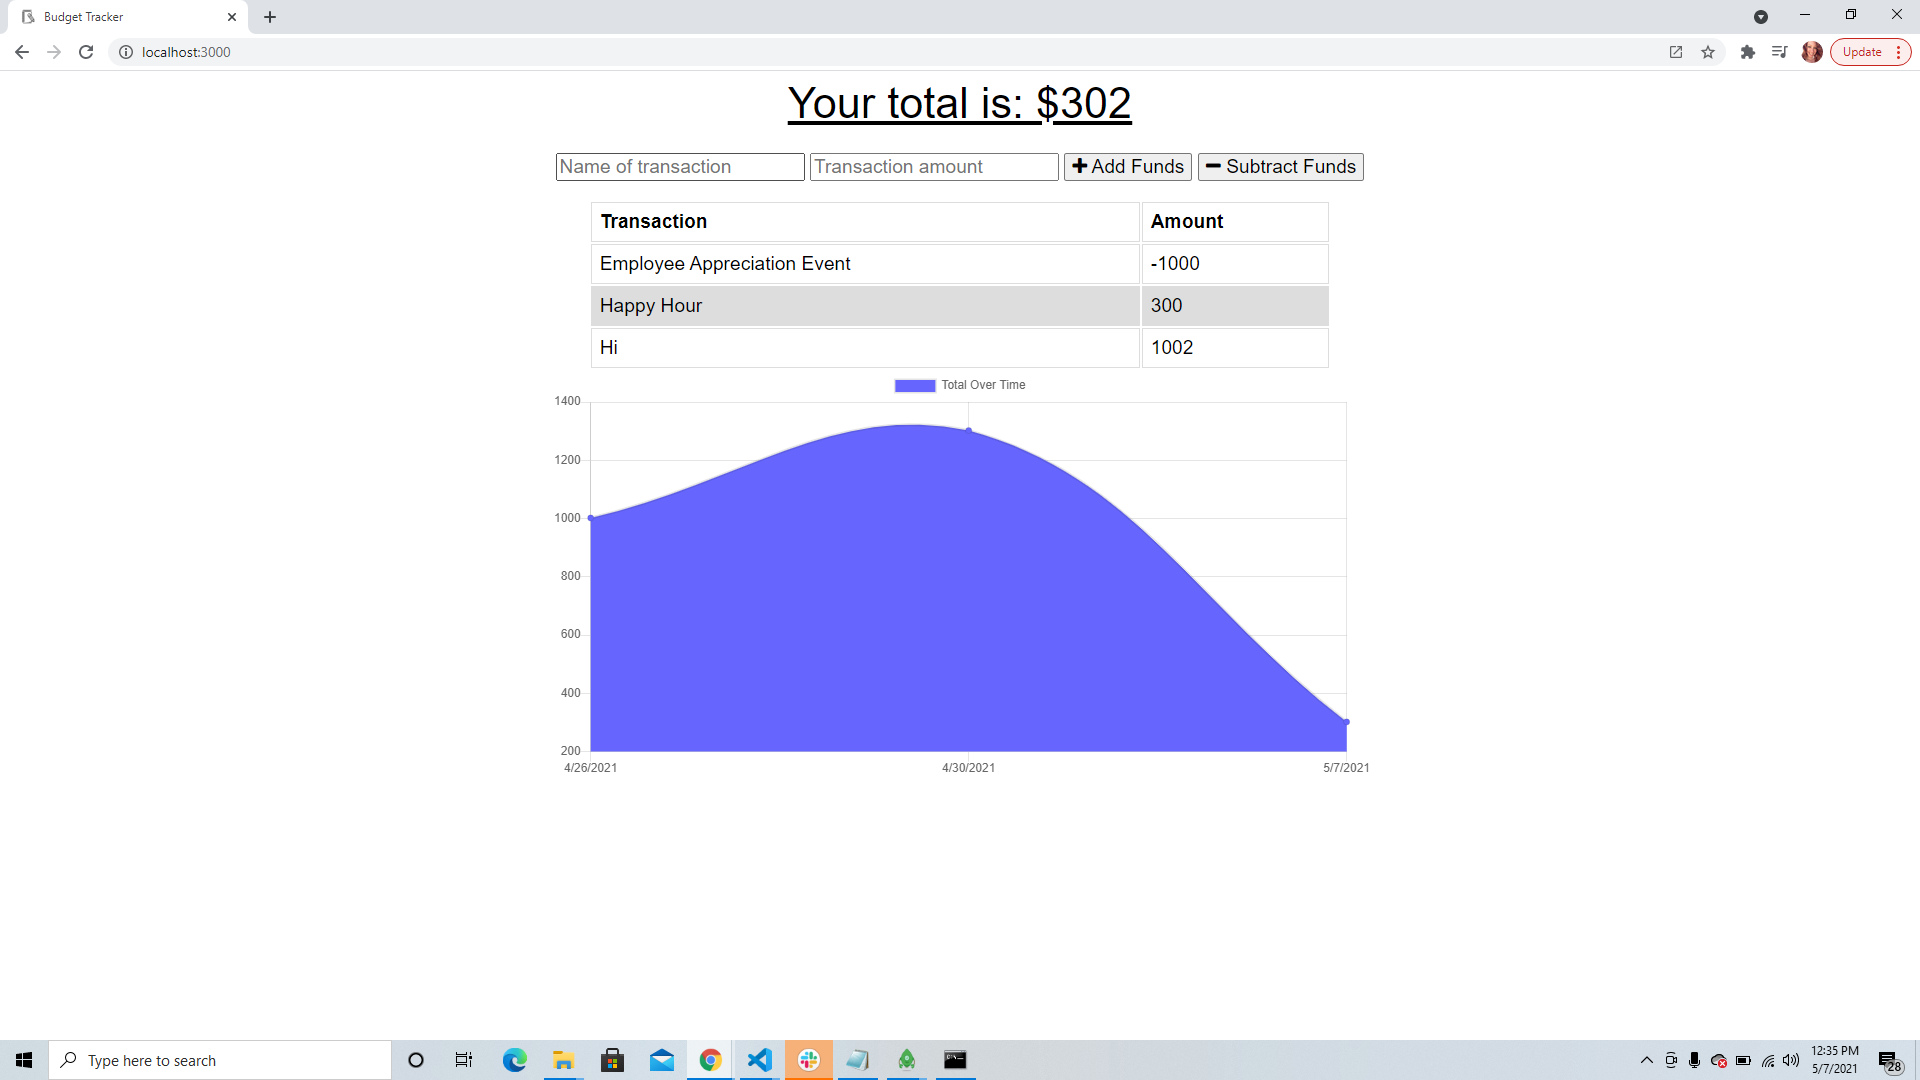 Budget Tracker
localhost:3000
Update
Your total is: $302
Name of transaction Transaction amount Add Funds Subtract Funds
Transaction Amount
Employee Appreciation Event -1000
Happy Hour 300
Hi 1002
Total Over Time
1400
1200
1000
800
600
400
200
4/26/2021 4/30/2021 5/7/2021
Type here to search
12:35 PM
5/7/2021
28